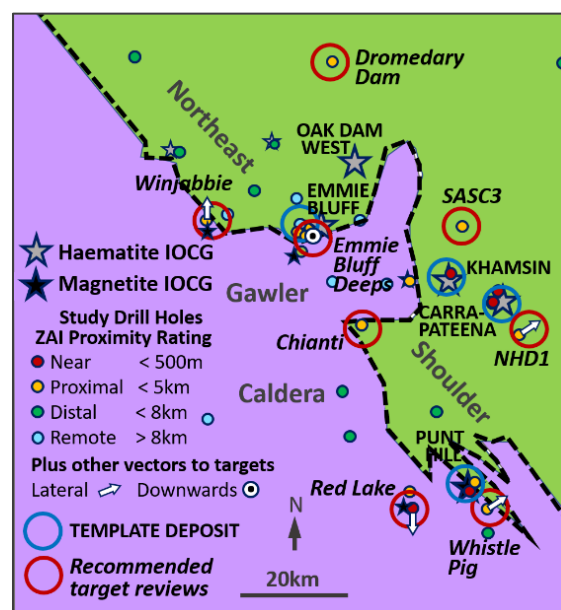 Dromedary
Dam
Northeast
OAK DAM
WEST
Winjabbie
EMMIE
BLUFF
SASC3
Haematite IOCG
Magnetite IOCG
Emmie
Bluff
Deeps
KHAMSIN
Gawler
CARRA-
PATEENA
Study Drill Holes
ZAI Proximity Rating
Near < 500m
Proximal < 5km
Distal < 8km
Remote > 8km
Chianti
NHD1
Shoulder
Caldera
Plus other vectors to targets
Lateral Downwards
PUNT
HILL
Red Lake
N
TEMPLATE DEPOSIT
Recommended
target reviews
Whistle
Pig
20km